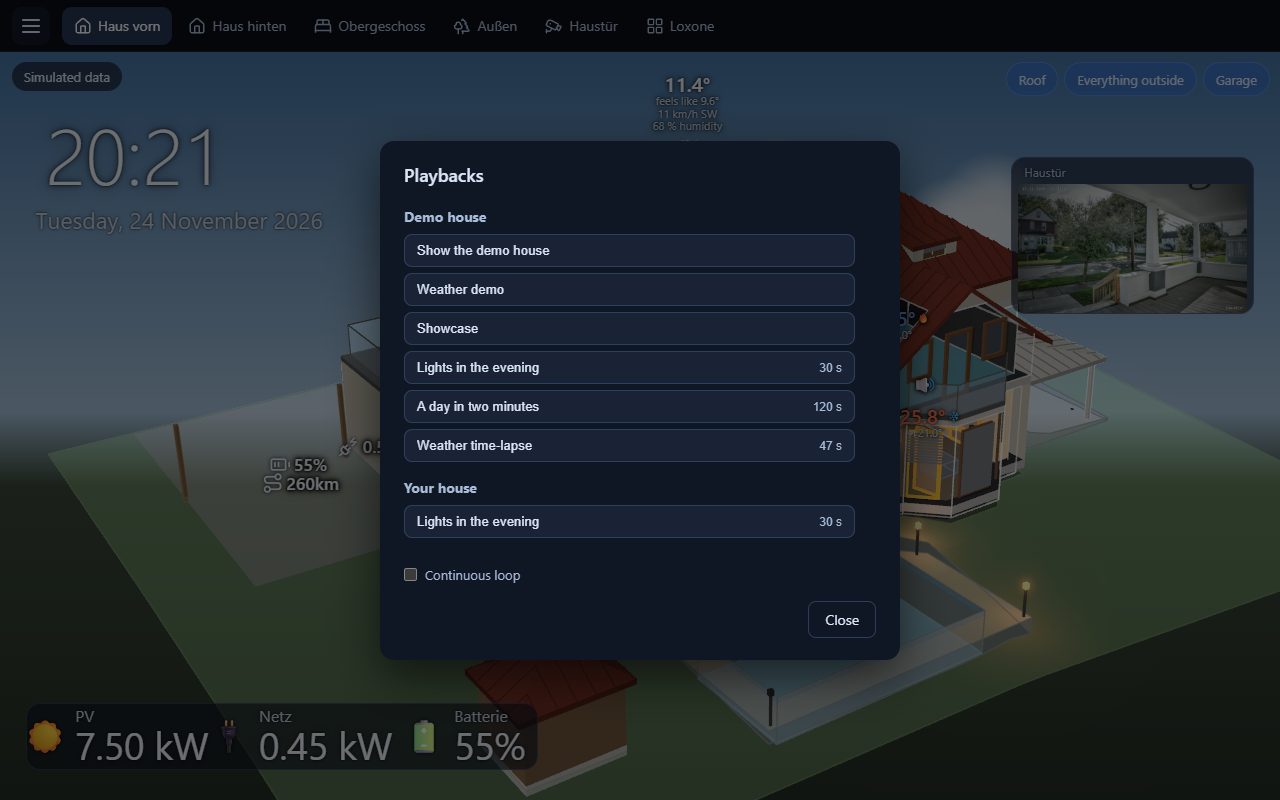 Haus vorn
Haus hinten
Obergeschoss
Außen
Haustür
Loxone
Simulated data
Roof
Everything outside
Garage
11.4°
feels like 9.6°
11 km/h SW
68 % humidity
20:21
Tuesday, 24 November 2026
Haustür
Playbacks
Demo house
Show the demo house
Weather demo
Showcase
Lights in the evening 30 s
A day in two minutes 120 s
Weather time-lapse 47 s
Your house
Lights in the evening 30 s
Continuous loop
Close
55%
260km
25.8°
PV
7.50 kW
Netz
0.45 kW
Batterie
55%